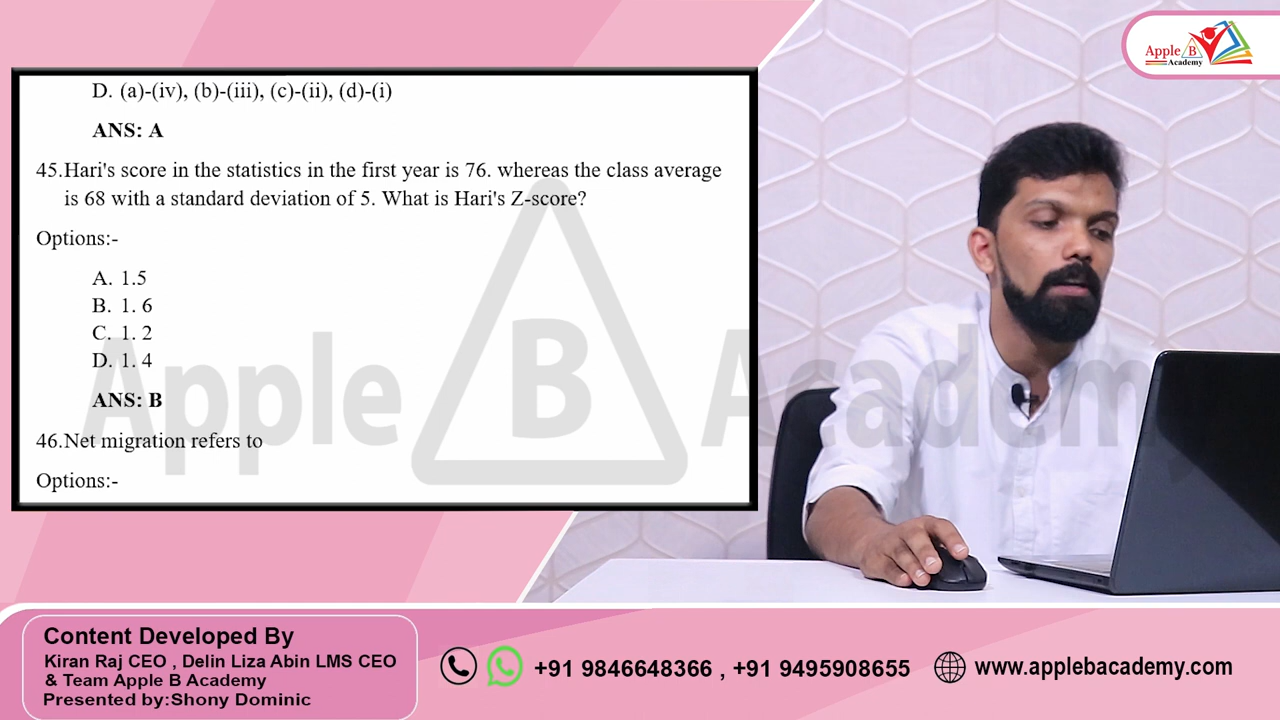 Apple B
Academy
D. (a)-(iv), (b)-(iii), (c)-(ii), (d)-(i)
ANS: A
45.Hari's score in the statistics in the first year is 76. whereas the class average
is 68 with a standard deviation of 5. What is Hari's Z-score?
Options:-
A. 1.5
B. 1. 6
C. 1. 2
D. 1. 4
ANS: B
46.Net migration refers to
Options:-
Apple B Academy
Content Developed By
Kiran Raj CEO , Delin Liza Abin LMS CEO
& Team Apple B Academy
Presented by:Shony Dominic
+91 9846648366 , +91 9495908655
www.applebacademy.com